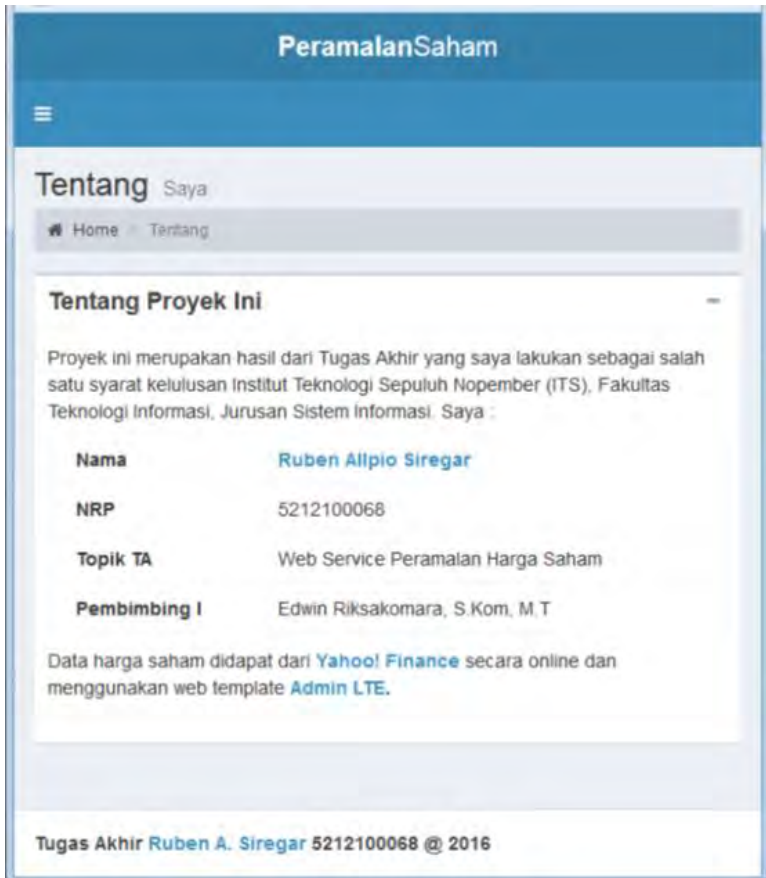 PeramalanSaham
Tentang Saya
Home Tentang
Tentang Proyek Ini
Proyek ini merupakan hasil dari Tugas Akhir yang saya lakukan sebagai salah
satu syarat kelulusan Institut Teknologi Sepuluh Nopember (ITS), Fakultas
Teknologi Informasi, Jurusan Sistem Informasi. Saya :
Nama Ruben Alipio Siregar
NRP 5212100068
Topik TA Web Service Peramalan Harga Saham
Pembimbing I Edwin Riksakomara, S.Kom, M.T
Data harga saham didapat dari Yahoo! Finance secara online dan
menggunakan web template Admin LTE.
Tugas Akhir Ruben A. Siregar 5212100068 @ 2016